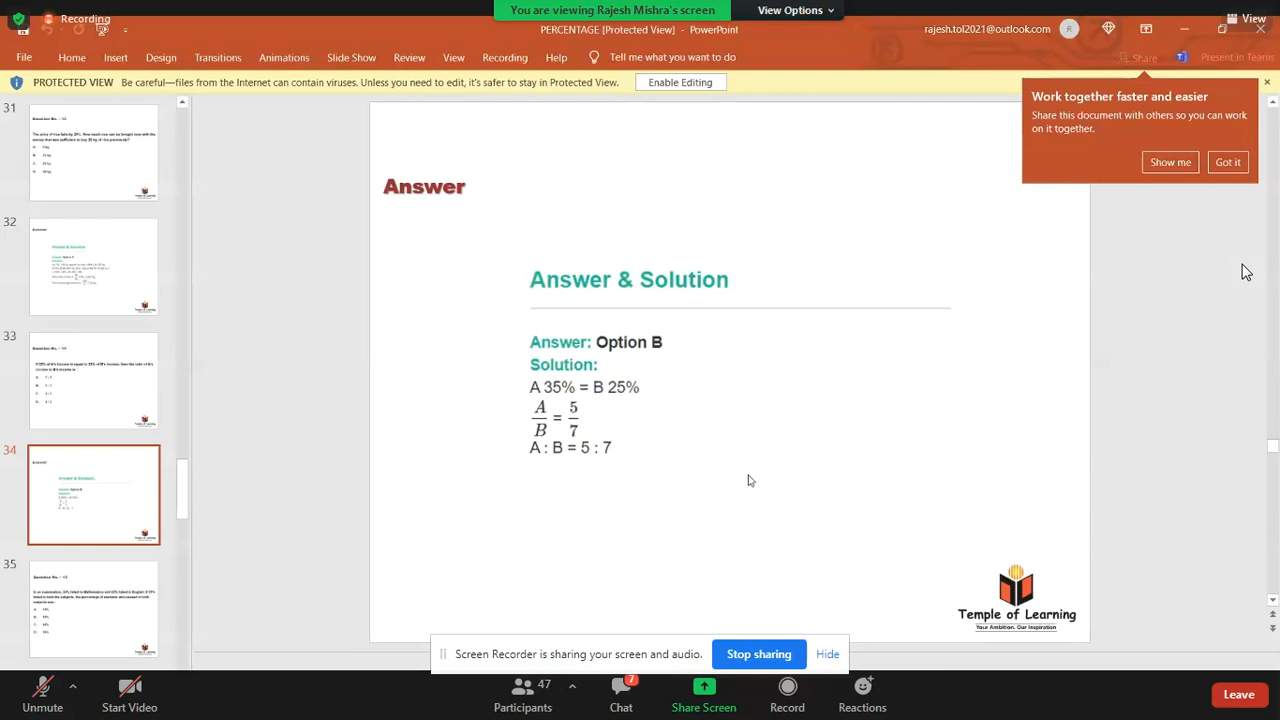 Recording
You are viewing Rajesh Mishra's screen
View Options
View
PERCENTAGE [Protected View] - PowerPoint
rajesh.tol2021@outlook.com
R
File Insert Design Transitions Animations Slide Show Review View Recording Help Tell me what you want to do
Share
Present in Teams
PROTECTED VIEW Be careful—files from the Internet can contain viruses. Unless you need to edit, it's safer to stay in Protected View.
Enable Editing
Work together faster and easier
Share this document with others so you can work
on it together.
Show me
Got it
31
32
33
34
35
Answer
Answer & Solution
Answer: Option B
Solution:
A 35% = B 25%
A/B = 5/7
A : B = 5 : 7
Temple of Learning
Your Ambition. Our Inspiration
Screen Recorder is sharing your screen and audio.
Stop sharing
Hide
Unmute
Start Video
47
Participants
7
Chat
Share Screen
Record
Reactions
Leave